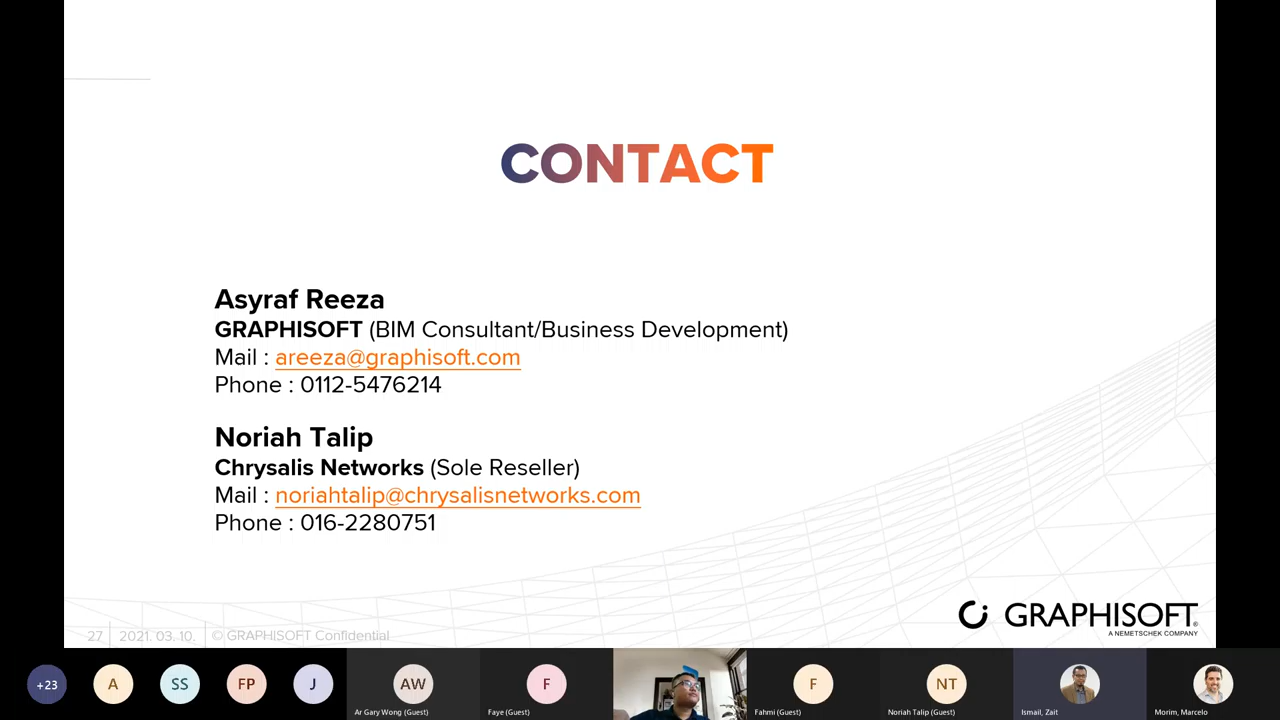 CONTACT
Asyraf Reeza
GRAPHISOFT (BIM Consultant/Business Development)
Mail : areeza@graphisoft.com
Phone : 0112-5476214
Noriah Talip
Chrysalis Networks (Sole Reseller)
Mail : noriahtalip@chrysalisnetworks.com
Phone : 016-2280751
GRAPHISOFT®
A NEMETSCHEK COMPANY
27 2021. 03. 10. © GRAPHISOFT Confidential
+23 A SS FP J AW F F NT
Ar Gary Wong (Guest) Faye (Guest) Fahmi (Guest) Noriah Talip (Guest) Ismail, Zait Morim, Marcelo